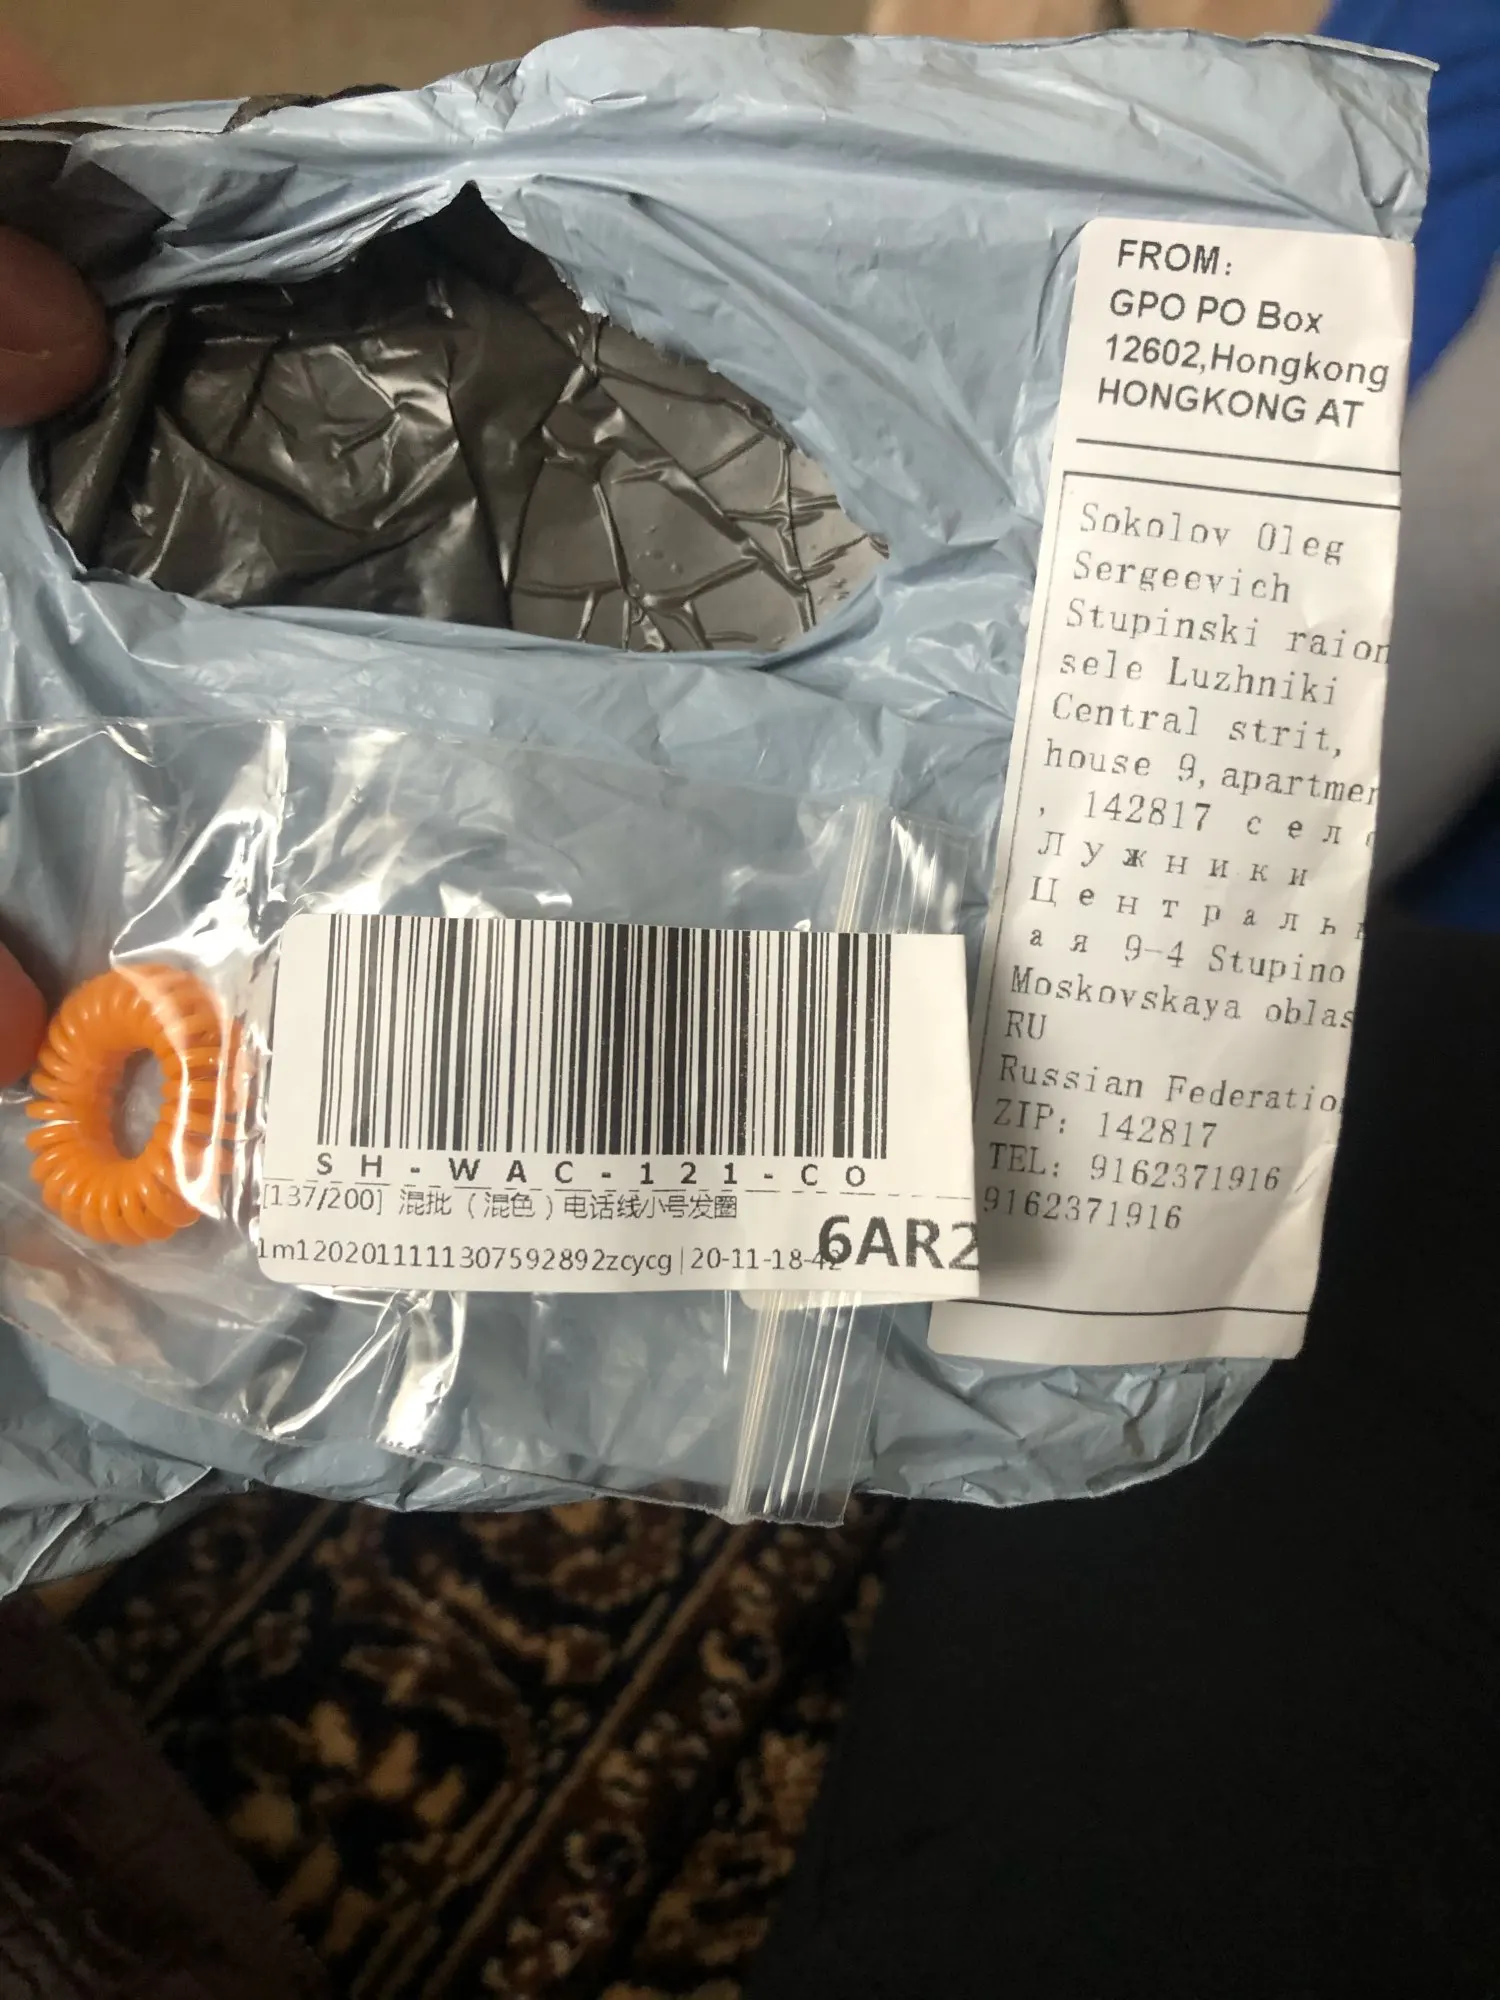 FROM:
GPO PO Box
12602,Hongkong
HONGKONG AT
Sokolov Oleg
Sergeevich
Stupinski raion
sele Luzhniki
Central strit,
house 9, apartmen
, 142817 с е л о
Л у ж н и к и
Ц е н т р а л ь н
а я 9-4 Stupino
Moskovskaya oblas
RU
Russian Federatio
ZIP: 142817
TEL: 9162371916 /
9162371916
SH-WAC-121-CO
[137/200] 混批（混色）电话线小号发圈
1m1202011111307592892zcycg | 20-11-18-42
6AR2